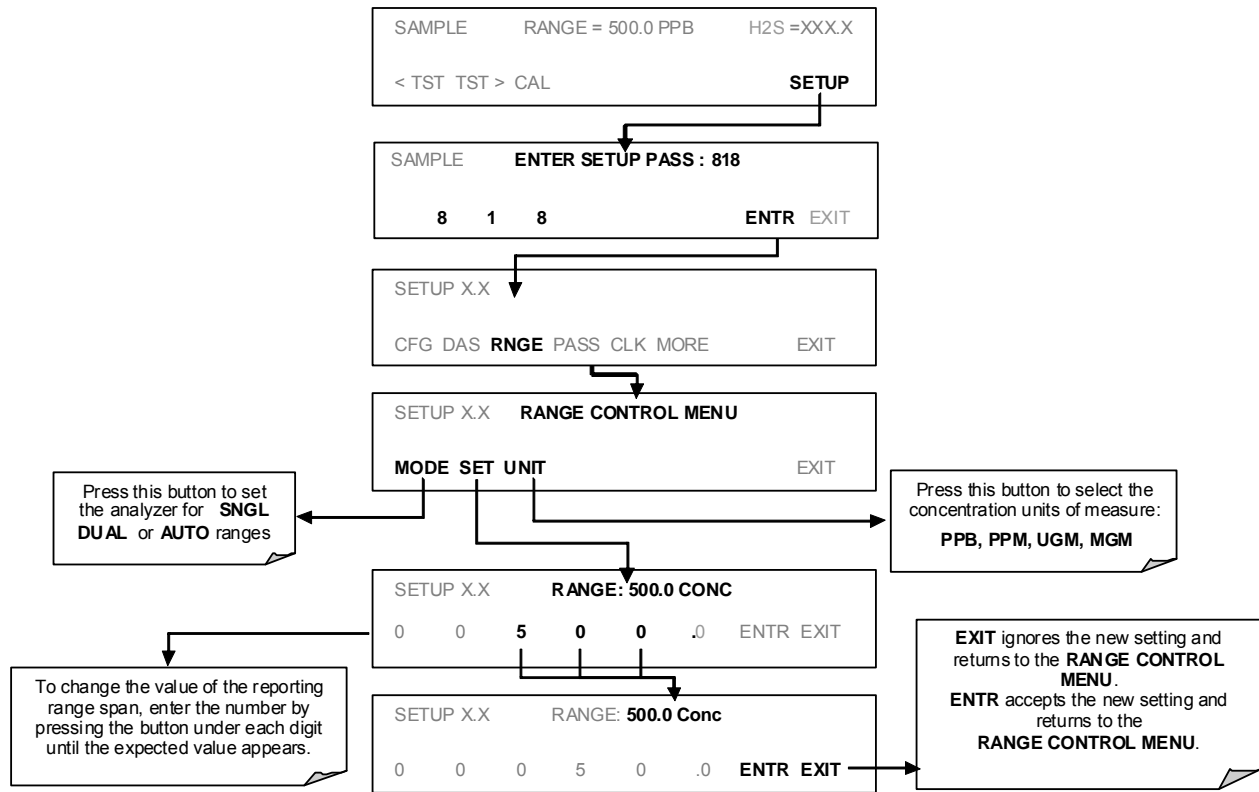 SAMPLE RANGE = 500.0 PPB H2S =XXX.X
< TST TST > CAL SETUP
SAMPLE ENTER SETUP PASS : 818
8 1 8 ENTR EXIT
SETUP X.X
CFG DAS RNGE PASS CLK MORE EXIT
SETUP X.X RANGE CONTROL MENU
MODE SET UNIT EXIT
Press this button to set
the analyzer for SNGL
DUAL or AUTO ranges
Press this button to select the
concentration units of measure:
PPB, PPM, UGM, MGM
SETUP X.X RANGE: 500.0 CONC
0 0 5 0 0 .0 ENTR EXIT
To change the value of the reporting
range span, enter the number by
pressing the button under each digit
until the expected value appears.
SETUP X.X RANGE: 500.0 Conc
0 0 0 5 0 .0 ENTR EXIT
EXIT ignores the new setting and
returns to the RANGE CONTROL
MENU.
ENTR accepts the new setting and
returns to the
RANGE CONTROL MENU.